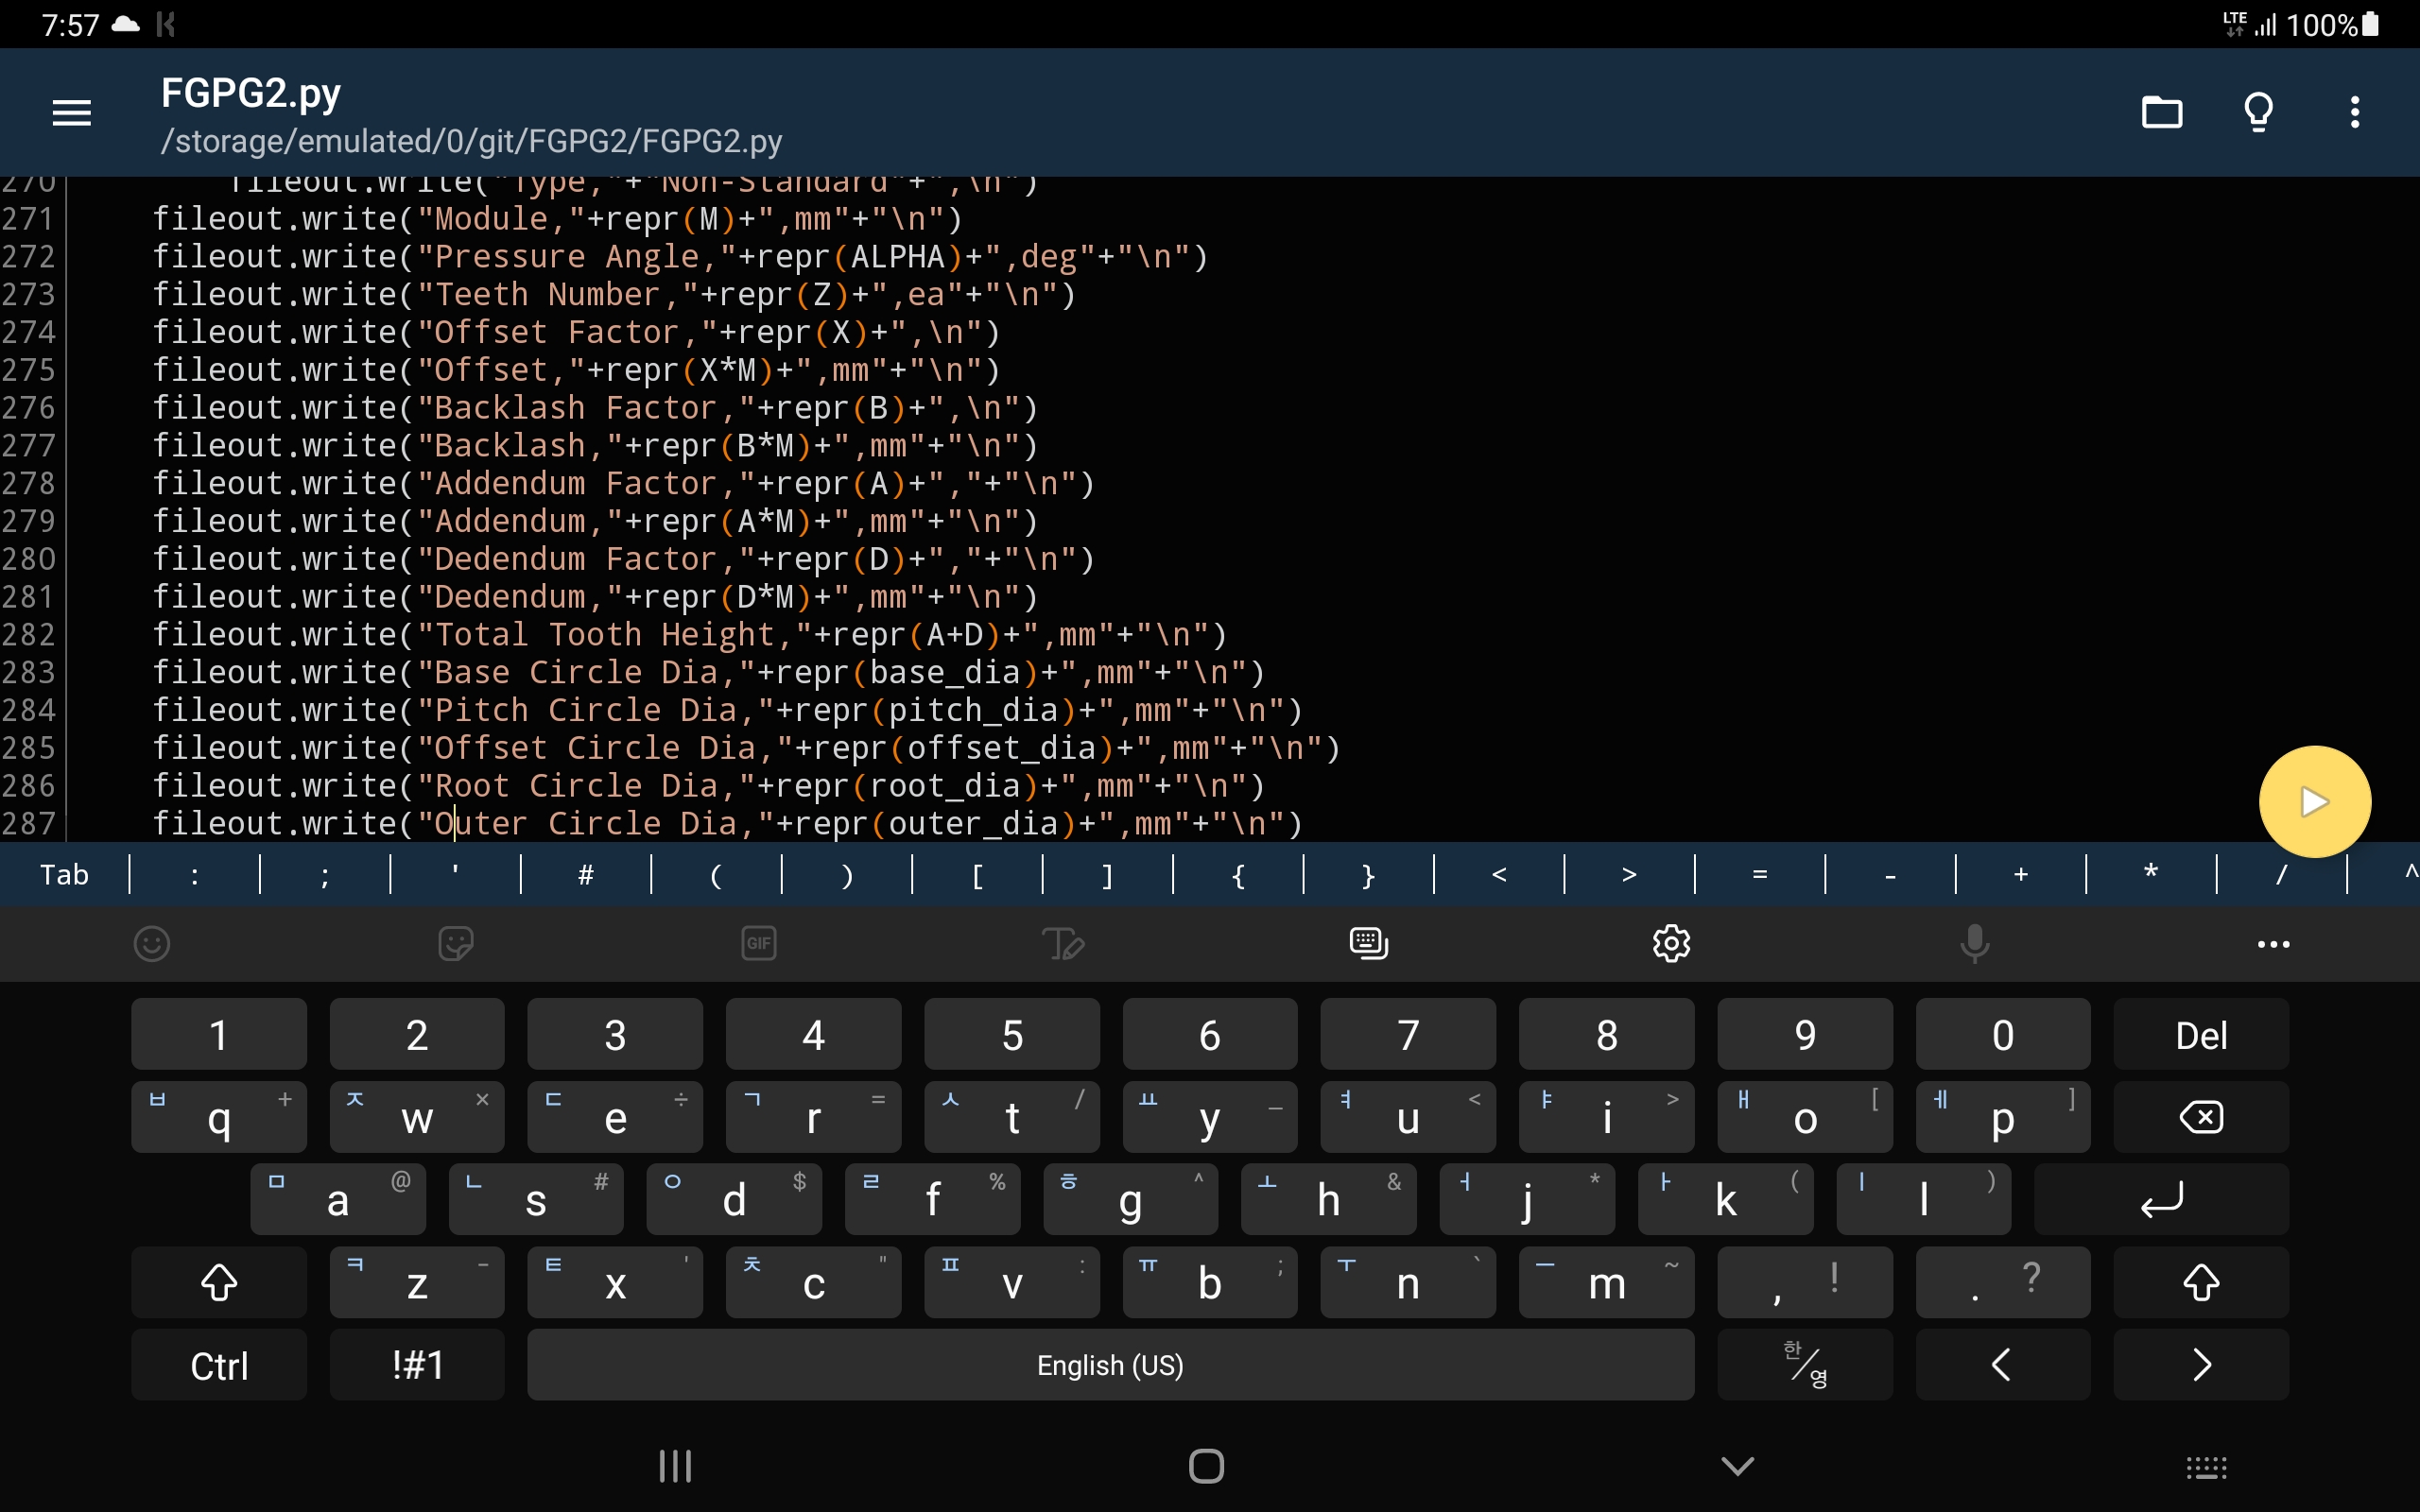 7:57
LTE 100%
FGPG2.py
/storage/emulated/0/git/FGPG2/FGPG2.py
270 fileout.write("Type,"+"Non-Standard"+",\n")
271 fileout.write("Module,"+repr(M)+",mm"+"\n")
272 fileout.write("Pressure Angle,"+repr(ALPHA)+",deg"+"\n")
273 fileout.write("Teeth Number,"+repr(Z)+",ea"+"\n")
274 fileout.write("Offset Factor,"+repr(X)+",\n")
275 fileout.write("Offset,"+repr(X*M)+",mm"+"\n")
276 fileout.write("Backlash Factor,"+repr(B)+",\n")
277 fileout.write("Backlash,"+repr(B*M)+",mm"+"\n")
278 fileout.write("Addendum Factor,"+repr(A)+","+"\n")
279 fileout.write("Addendum,"+repr(A*M)+",mm"+"\n")
280 fileout.write("Dedendum Factor,"+repr(D)+","+"\n")
281 fileout.write("Dedendum,"+repr(D*M)+",mm"+"\n")
282 fileout.write("Total Tooth Height,"+repr(A+D)+",mm"+"\n")
283 fileout.write("Base Circle Dia,"+repr(base_dia)+",mm"+"\n")
284 fileout.write("Pitch Circle Dia,"+repr(pitch_dia)+",mm"+"\n")
285 fileout.write("Offset Circle Dia,"+repr(offset_dia)+",mm"+"\n")
286 fileout.write("Root Circle Dia,"+repr(root_dia)+",mm"+"\n")
287 fileout.write("Outer Circle Dia,"+repr(outer_dia)+",mm"+"\n")
Tab : ; ' # ( ) [ ] { } < > = - + * / ^
GIF
1 2 3 4 5 6 7 8 9 0 Del
ㅂ q + ㅈ w × ㄷ e ÷ ㄱ r = ㅅ t / ㅛ y _ ㅕ u < ㅑ i > ㅐ o [ ㅔ p ]
ㅁ a @ ㄴ s # ㅇ d $ ㄹ f % ㅎ g ^ ㅗ h & ㅓ j * ㅏ k ( ㅣ l )
ㅋ z - ㅌ x ' ㅊ c " ㅍ v : ㅠ b ; ㅜ n ` ㅡ m ~ , ! . ?
Ctrl !#1 English (US) 한/영 < >